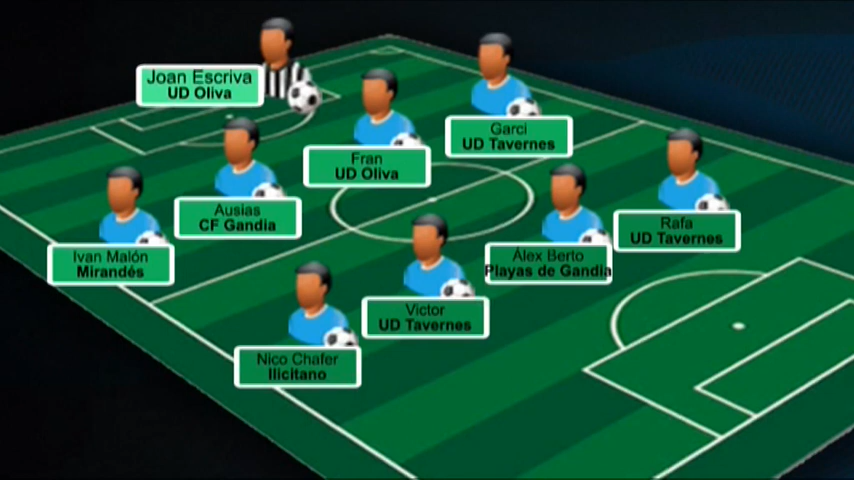 Joan Escriva
UD Oliva
Garci
UD Tavernes
Fran
UD Oliva
Ausias
CF Gandia
Ivan Malón
Mirandés
Rafa
UD Tavernes
Álex Berto
Playas de Gandia
Victor
UD Tavernes
Nico Chafer
Ilicitano